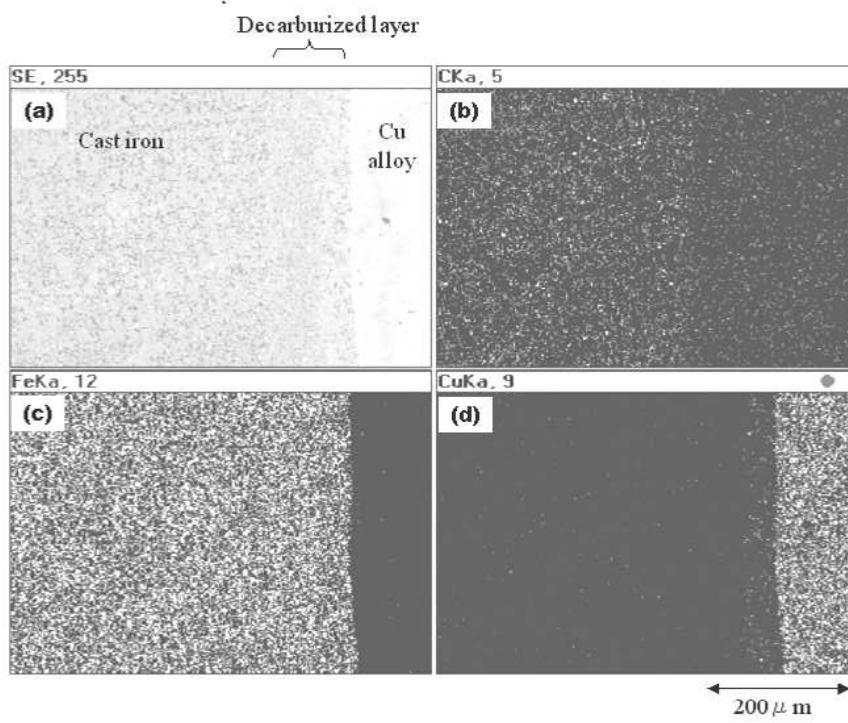 Decarburized layer
SE, 255
CKa, 5
(a)
(b)
Cast iron
Cu
alloy
FeKa, 12
CuKa, 9
(c)
(d)
200 μ m